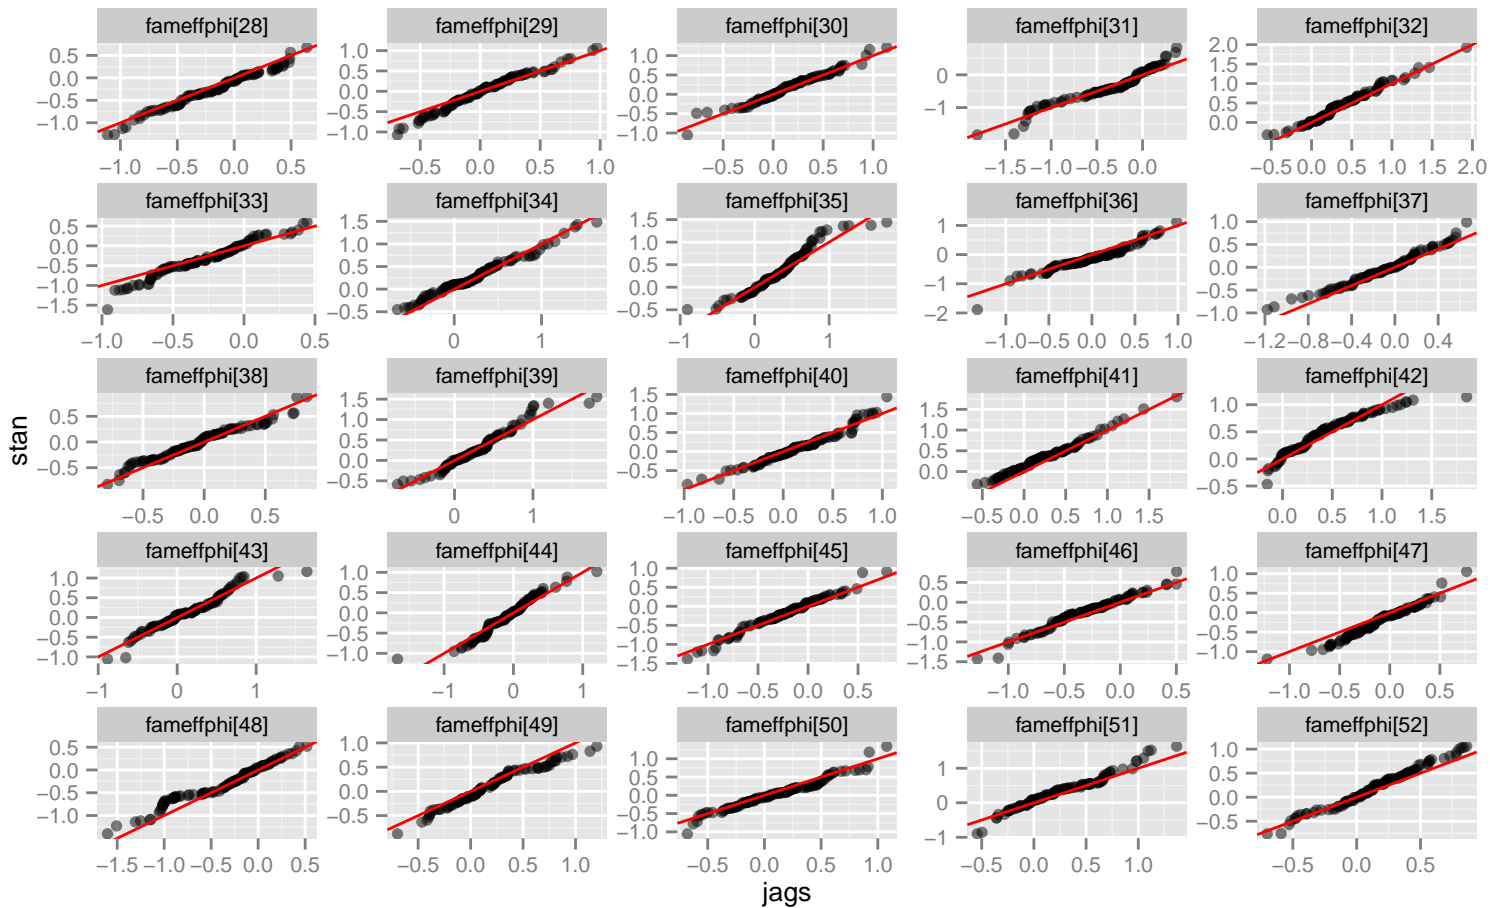 fameffphi[28] fameffphi[29] fameffphi[30] fameffphi[31] fameffphi[32]
0.5 0.0 −0.5 −1.0
1.0 0.5 0.0 −0.5 −1.0
1.0 0.5 0.0 −0.5 −1.0
0 −1
2.0 1.5 1.0 0.5 0.0
−1.0 −0.5 0.0 0.5
−0.5 0.0 0.5 1.0
−0.5 0.0 0.5 1.0
−1.5 −1.0 −0.5 0.0
−0.5 0.0 0.5 1.0 1.5 2.0
fameffphi[33] fameffphi[34] fameffphi[35] fameffphi[36] fameffphi[37]
0.5 0.0 −0.5 −1.0 −1.5
1.5 1.0 0.5 0.0 −0.5
1.5 1.0 0.5 0.0 −0.5
1 0 −1 −2
1.0 0.5 0.0 −0.5 −1.0
−1.0 −0.5 0.0 0.5
0 1
−1 0 1
−1.0 −0.5 0.0 0.5 1.0
−1.2 −0.8 −0.4 0.0 0.4
fameffphi[38] fameffphi[39] fameffphi[40] fameffphi[41] fameffphi[42]
0.5 0.0 −0.5
1.5 1.0 0.5 0.0 −0.5
1.5 1.0 0.5 0.0 −0.5
1.5 1.0 0.5 0.0
1.0 0.5 0.0 −0.5
−0.5 0.0 0.5
0 1
−1.0 −0.5 0.0 0.5 1.0
−0.5 0.0 0.5 1.0 1.5
0.0 0.5 1.0 1.5
fameffphi[43] fameffphi[44] fameffphi[45] fameffphi[46] fameffphi[47]
1.0 0.5 0.0 −0.5 −1.0
1.0 0.5 0.0 −0.5 −1.0
1.0 0.5 0.0 −0.5 −1.0 −1.5
0.5 0.0 −0.5 −1.0 −1.5
1.0 0.5 0.0 −0.5 −1.0
−1 0 1
−1 0 1
−1.0 −0.5 0.0 0.5
−1.0 −0.5 0.0 0.5
−1.0 −0.5 0.0 0.5
fameffphi[48] fameffphi[49] fameffphi[50] fameffphi[51] fameffphi[52]
0.5 0.0 −0.5 −1.0
1.0 0.5 0.0 −0.5
1.0 0.5 0.0 −0.5 −1.0
1 0 −1
1.0 0.5 0.0 −0.5
−1.5 −1.0 −0.5 0.0 0.5
−0.5 0.0 0.5 1.0
−0.5 0.0 0.5 1.0
−0.5 0.0 0.5 1.0
−0.5 0.0 0.5
stan
jags